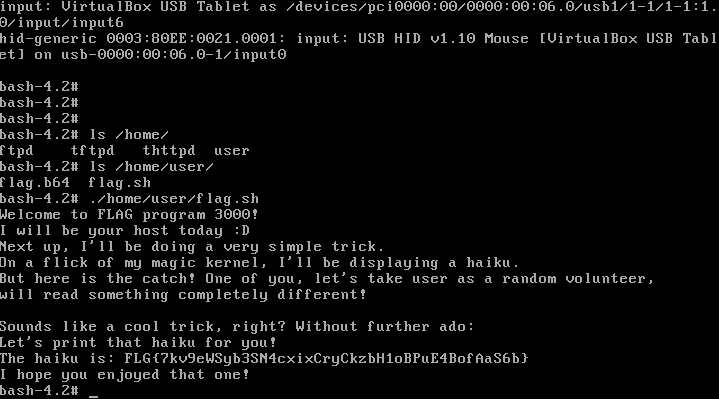 input: VirtualBox USB Tablet as /devices/pci0000:00/0000:00:06.0/usb1/1-1/1-1:1.
0/input/input6
hid-generic 0003:80EE:0021.0001: input: USB HID v1.10 Mouse [VirtualBox USB Tabl
et] on usb-0000:00:06.0-1/input0
bash-4.2#
bash-4.2#
bash-4.2#
bash-4.2# ls /home/
ftpd    tftpd   thttpd  user
bash-4.2# ls /home/user/
flag.b64  flag.sh
bash-4.2# ./home/user/flag.sh
Welcome to FLAG program 3000!
I will be your host today :D
Next up, I'll be doing a very simple trick.
On a flick of my magic kernel, I'll be displaying a haiku.
But here is the catch! One of you, let's take user as a random volunteer,
will read something completely different!
Sounds like a cool trick, right? Without further ado:
Let's print that haiku for you!
The haiku is: FLG{7kv9eWSyb3SN4cxixCryCkzbH1oBPuE4BofAaS6b}
I hope you enjoyed that one!
bash-4.2# _